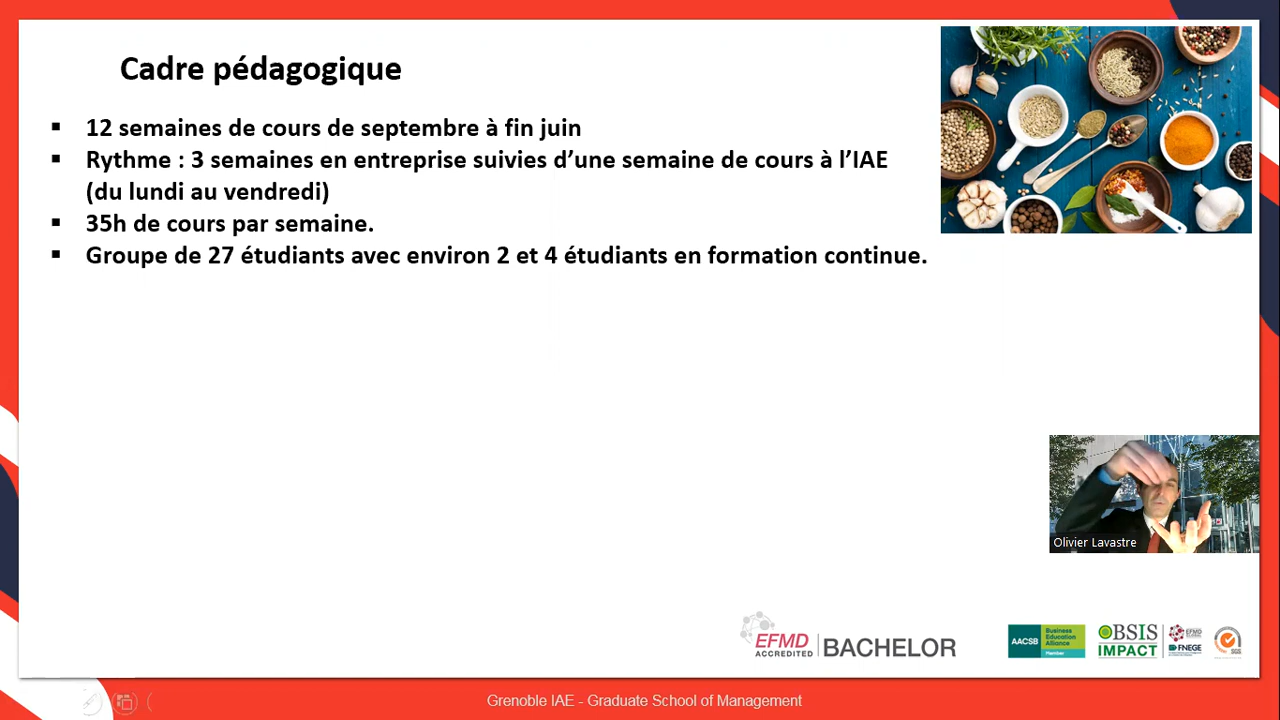 Cadre pédagogique
▪ 12 semaines de cours de septembre à fin juin
▪ Rythme : 3 semaines en entreprise suivies d’une semaine de cours à l’IAE
(du lundi au vendredi)
▪ 35h de cours par semaine.
▪ Groupe de 27 étudiants avec environ 2 et 4 étudiants en formation continue.
Olivier Lavastre
EFMD
ACCREDITED
BACHELOR
AACSB
Business
Education
Alliance
Member
BSIS
IMPACT
EFMD
FNEGE
SGS
Grenoble IAE - Graduate School of Management